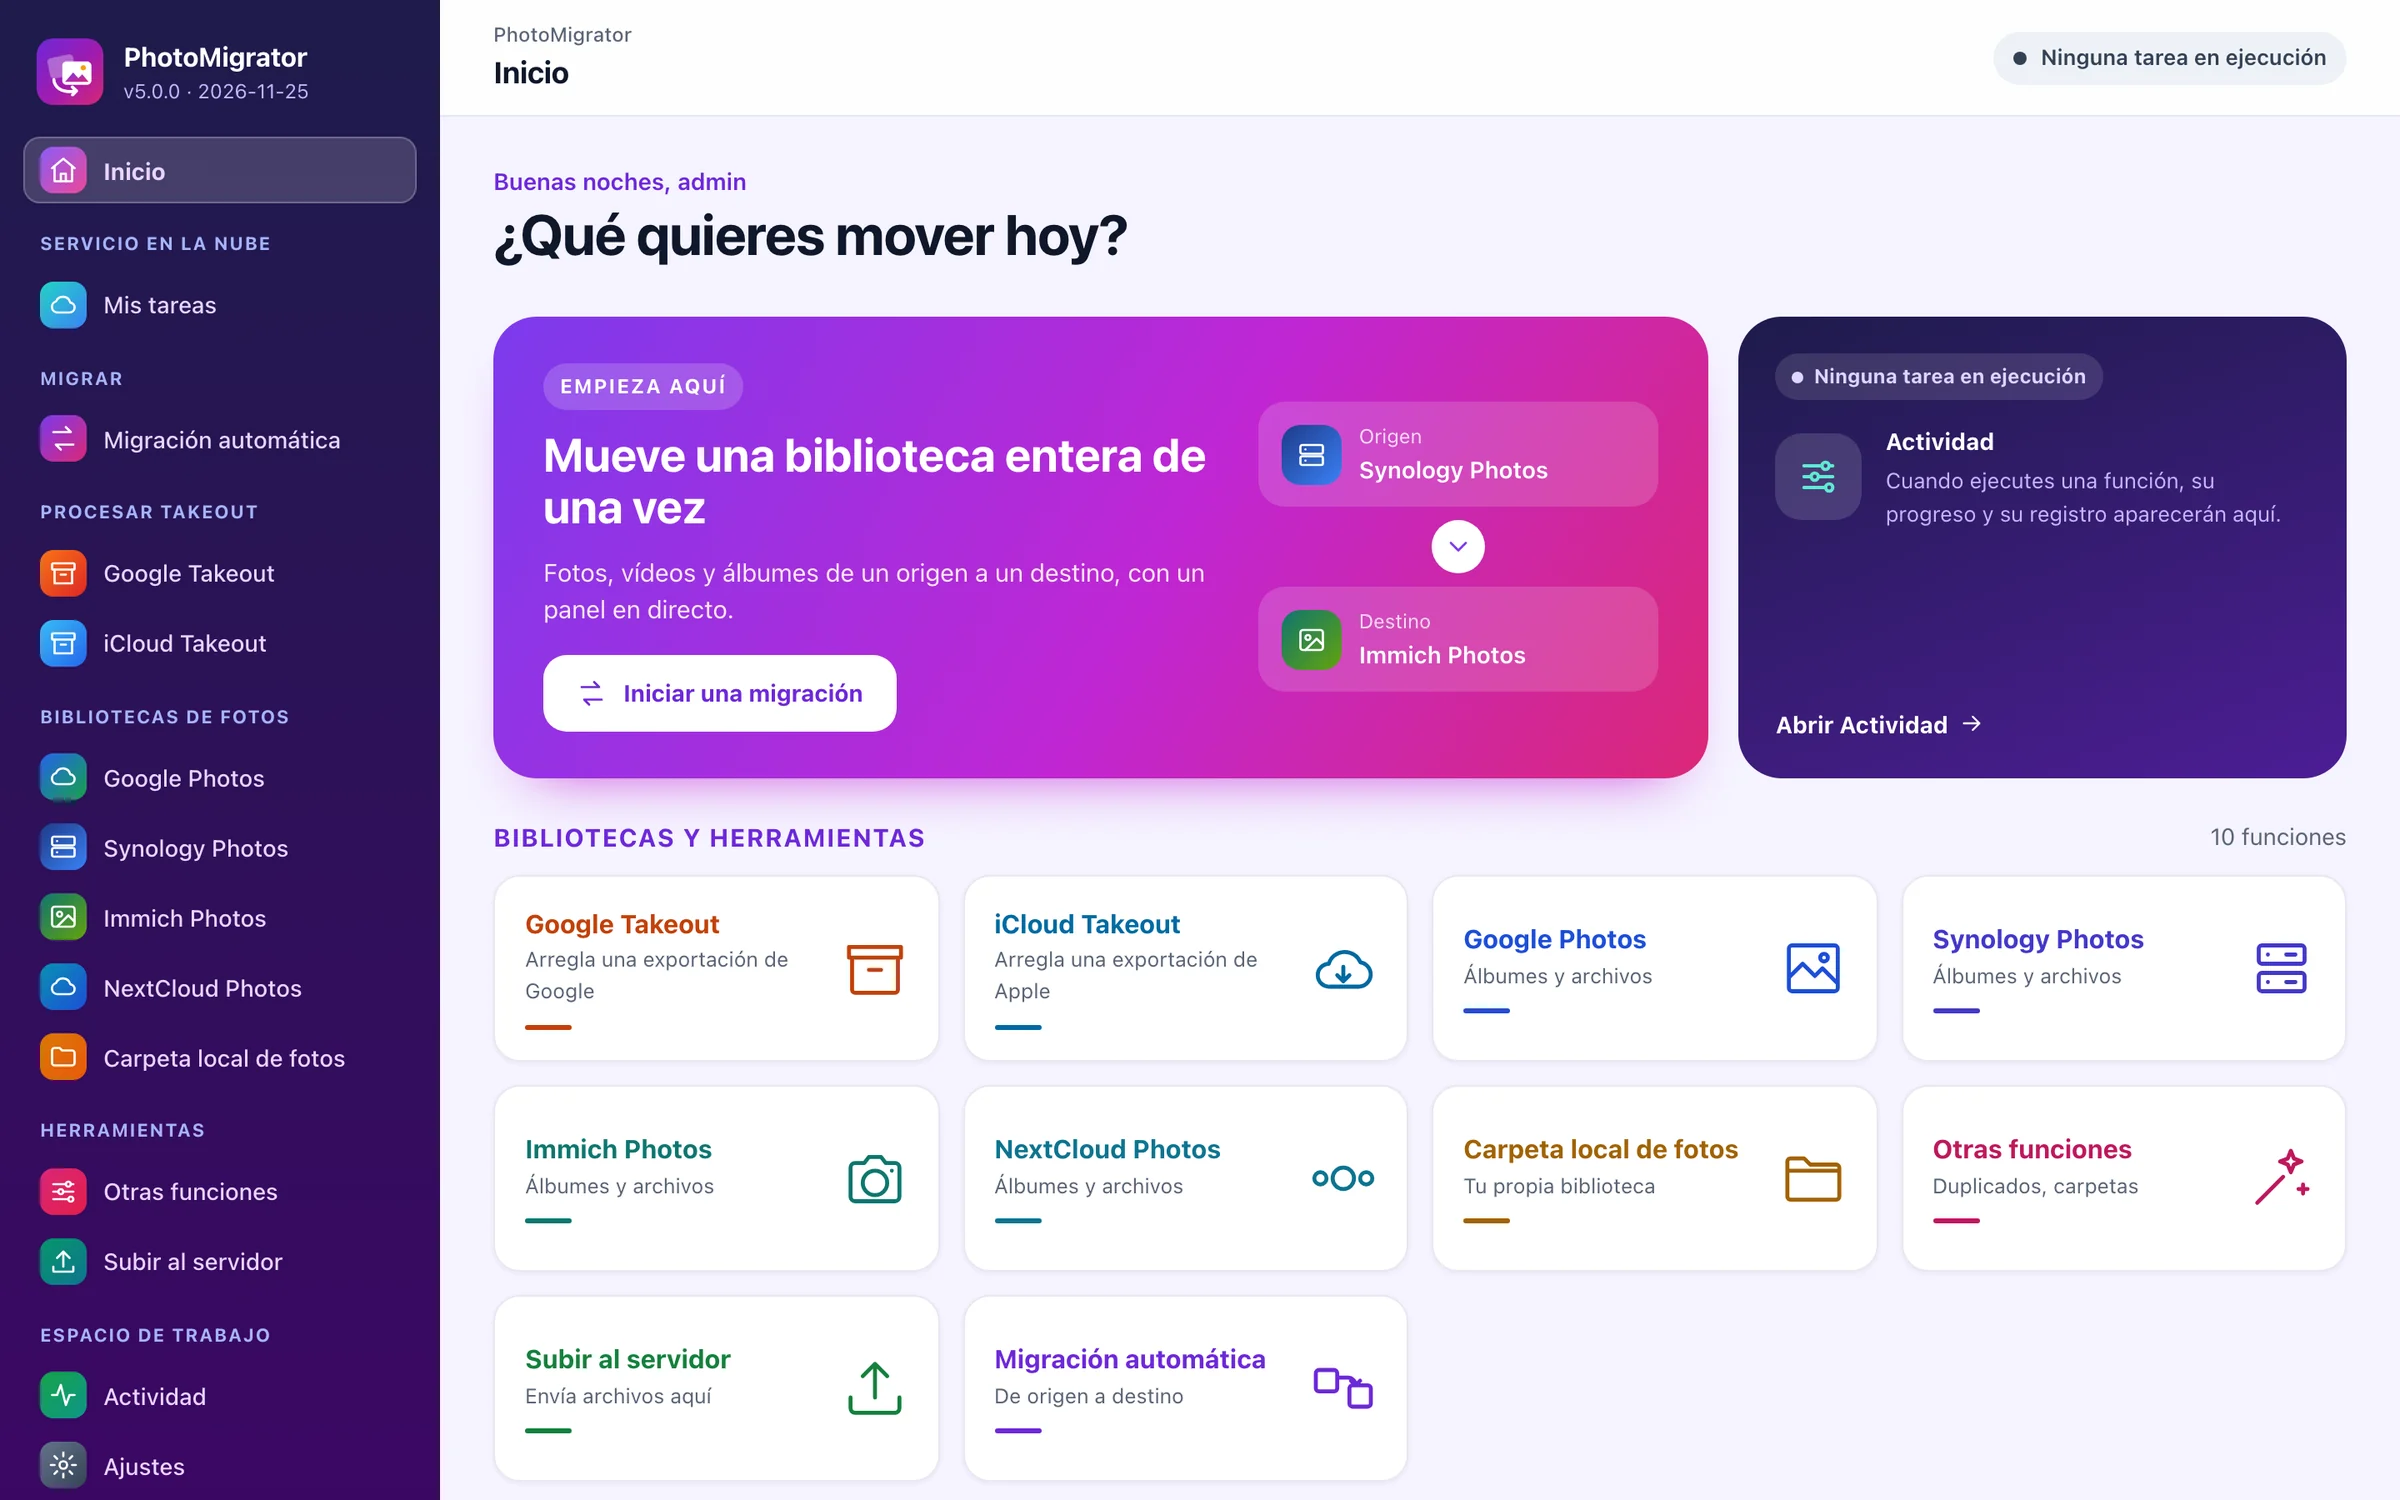 PhotoMigrator
v5.0.0 · 2026-11-25
Inicio
SERVICIO EN LA NUBE
Mis tareas
MIGRAR
Migración automática
PROCESAR TAKEOUT
Google Takeout
iCloud Takeout
BIBLIOTECAS DE FOTOS
Google Photos
Synology Photos
Immich Photos
NextCloud Photos
Carpeta local de fotos
HERRAMIENTAS
Otras funciones
Subir al servidor
ESPACIO DE TRABAJO
Actividad
Ajustes
PhotoMigrator
Inicio
Ninguna tarea en ejecución
Buenas noches, admin
¿Qué quieres mover hoy?
EMPIEZA AQUÍ
Mueve una biblioteca entera de
una vez
Fotos, vídeos y álbumes de un origen a un destino, con un
panel en directo.
Iniciar una migración
Origen
Synology Photos
Destino
Immich Photos
Ninguna tarea en ejecución
Actividad
Cuando ejecutes una función, su
progreso y su registro aparecerán aquí.
Abrir Actividad
BIBLIOTECAS Y HERRAMIENTAS
10 funciones
Google Takeout
Arregla una exportación de
Google
iCloud Takeout
Arregla una exportación de
Apple
Google Photos
Álbumes y archivos
Synology Photos
Álbumes y archivos
Immich Photos
Álbumes y archivos
NextCloud Photos
Álbumes y archivos
Carpeta local de fotos
Tu propia biblioteca
Otras funciones
Duplicados, carpetas
Subir al servidor
Envía archivos aquí
Migración automática
De origen a destino